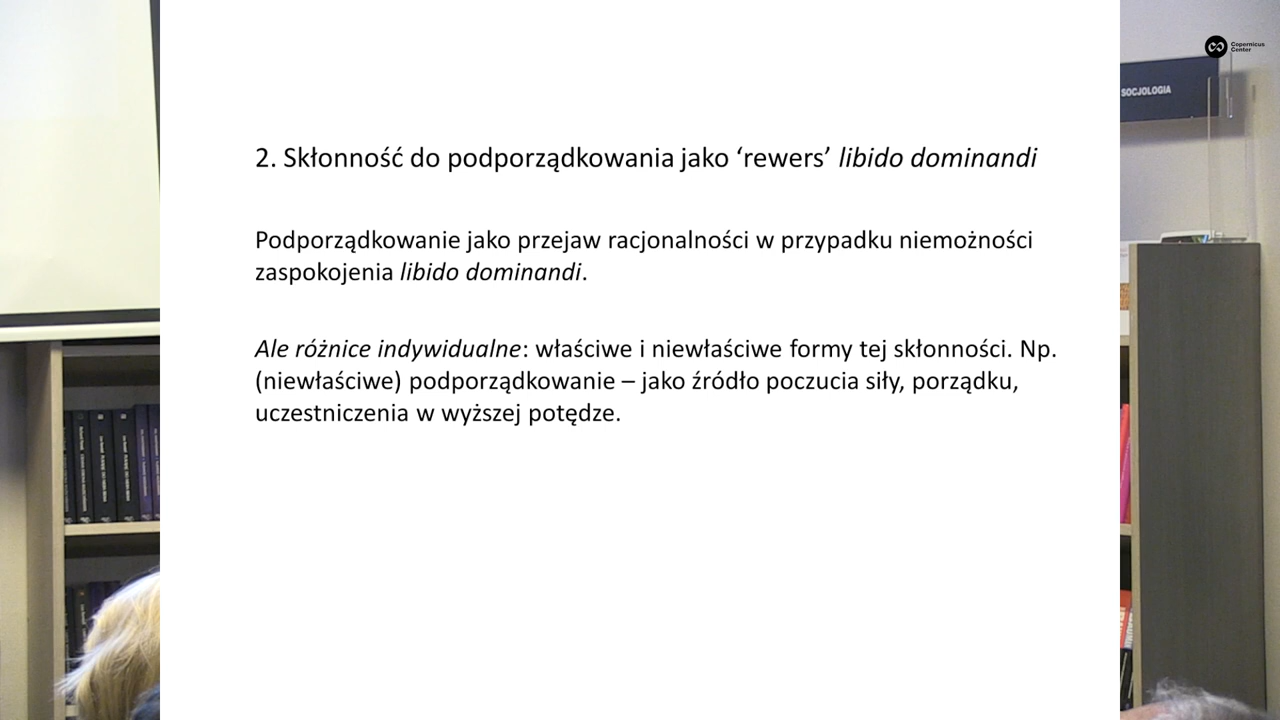 Copernicus
Center
SOCJOLOGIA
2. Skłonność do podporządkowania jako ‘rewers’ libido dominandi
Podporządkowanie jako przejaw racjonalności w przypadku niemożności
zaspokojenia libido dominandi.
Ale różnice indywidualne: właściwe i niewłaściwe formy tej skłonności. Np.
(niewłaściwe) podporządkowanie – jako źródło poczucia siły, porządku,
uczestniczenia w wyższej potędze.